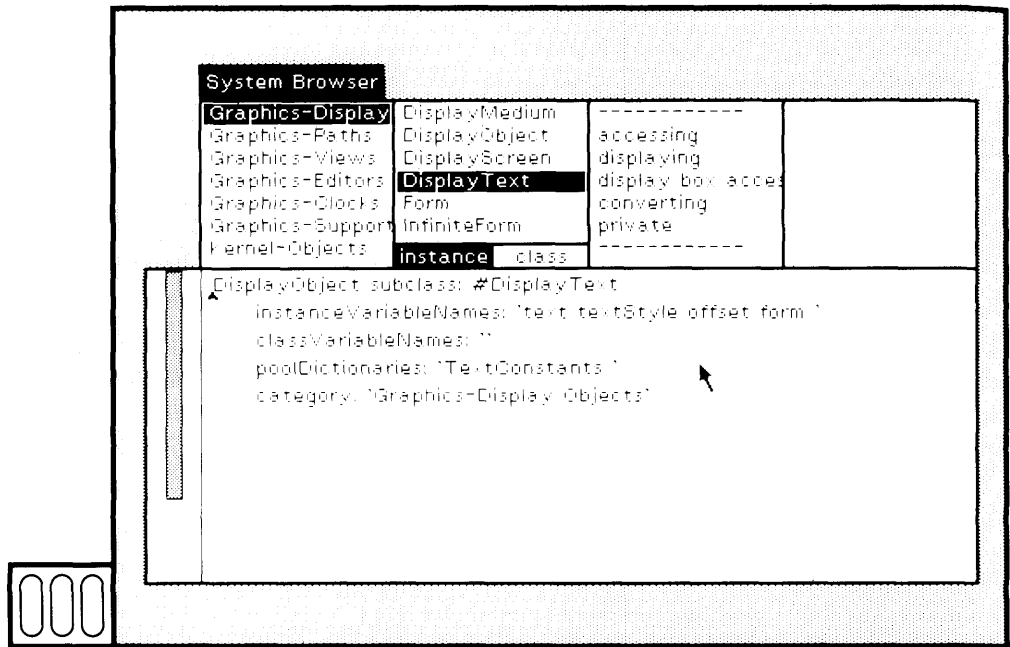 System Browser
Graphics-Display
Graphics-Paths
Graphics-Views
Graphics-Editors
Graphics-Clocks
Graphics-Support
Kernel-Objects
DisplayMedium
DisplayObject
DisplayScreen
DisplayText
Form
InfiniteForm
instance class
------------
accessing
displaying
display box acces
converting
private
------------
DisplayObject subclass: #DisplayText
instanceVariableNames: 'text textStyle offset form '
classVariableNames: ''
poolDictionaries: 'TextConstants '
category: 'Graphics-Display Objects'